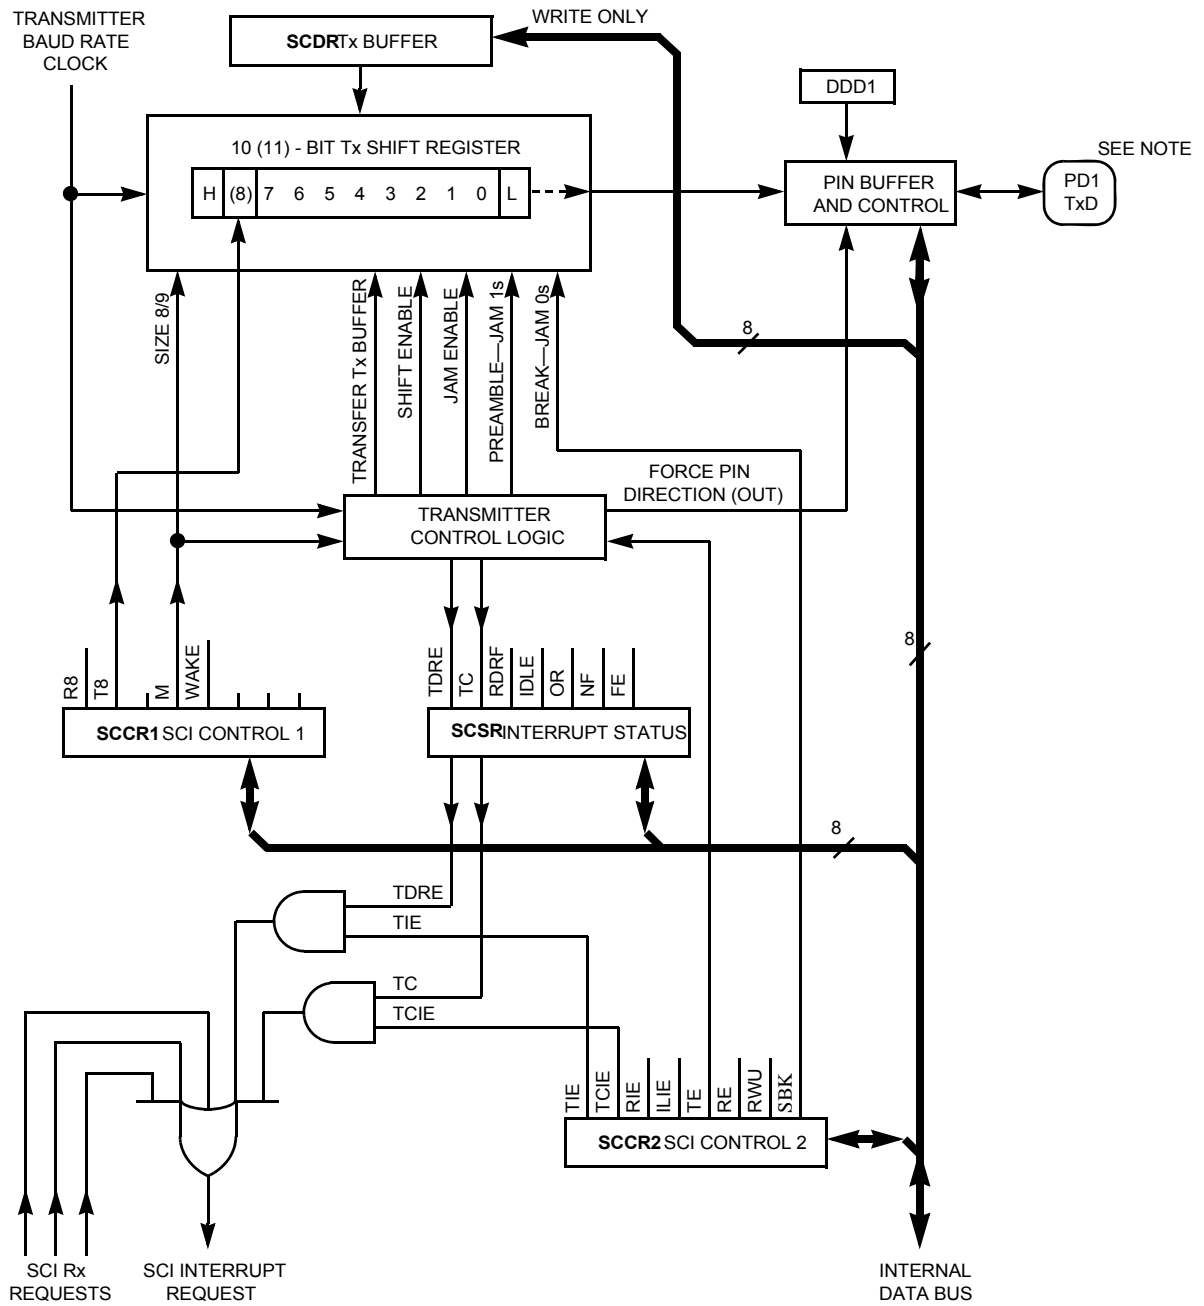 TRANSMITTER
BAUD RATE
CLOCK
SCDR Tx BUFFER
WRITE ONLY
DDD1
10 (11) - BIT Tx SHIFT REGISTER
H (8) 7 6 5 4 3 2 1 0 L
PIN BUFFER
AND CONTROL
SEE NOTE
PD1
TxD
SIZE 8/9
TRANSFER Tx BUFFER
SHIFT ENABLE
JAM ENABLE
PREAMBLE—JAM 1s
BREAK—JAM 0s
8
FORCE PIN
DIRECTION (OUT)
TRANSMITTER
CONTROL LOGIC
8
R8
T8
M
WAKE
TDRE
TC
RDRF
IDLE
OR
NF
FE
SCCR1 SCI CONTROL 1
SCSR INTERRUPT STATUS
8
TDRE
TIE
TC
TCIE
TIE
TCIE
RIE
ILIE
TE
RE
RWU
SBK
SCCR2 SCI CONTROL 2
SCI Rx
REQUESTS
SCI INTERRUPT
REQUEST
INTERNAL
DATA BUS